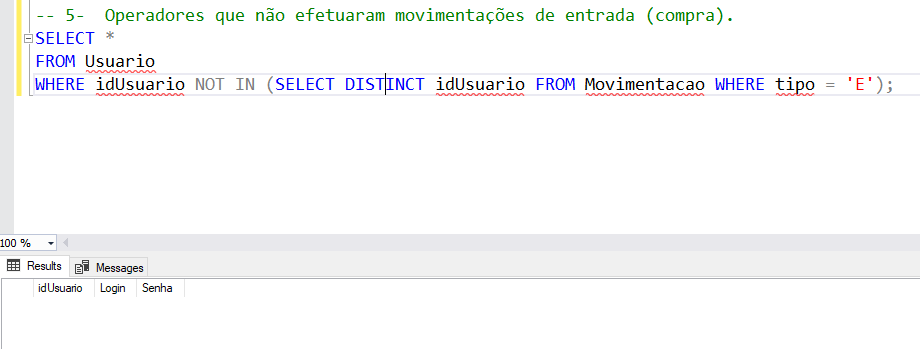 -- 5-  Operadores que não efetuaram movimentações de entrada (compra).
SELECT *
FROM Usuario
WHERE idUsuario NOT IN (SELECT DISTINCT idUsuario FROM Movimentacao WHERE tipo = 'E');
100 %
Results Messages
idUsuario Login Senha